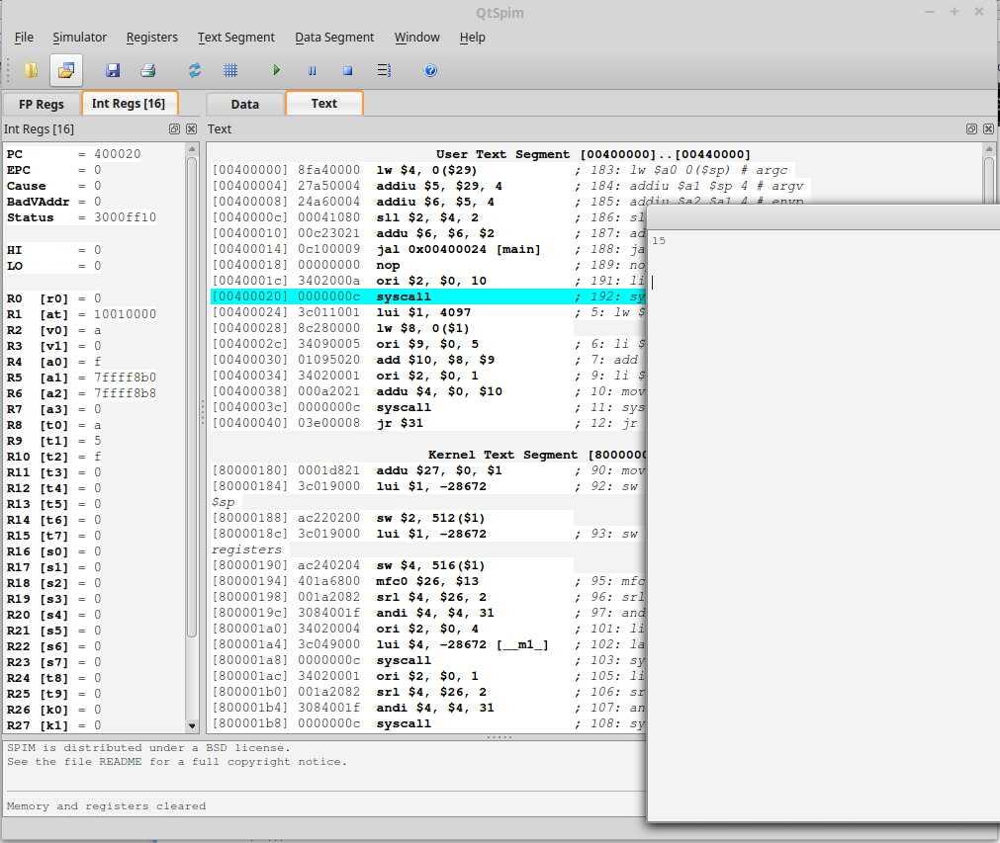 QtSpim
File Simulator Registers Text Segment Data Segment Window Help
FP Regs Int Regs [16] Data Text
Int Regs [16]
PC = 400020
EPC = 0
Cause = 0
BadVAddr = 0
Status = 3000ff10
HI = 0
LO = 0
R0 [r0] = 0
R1 [at] = 10010000
R2 [v0] = a
R3 [v1] = 0
R4 [a0] = f
R5 [a1] = 7ffff8b0
R6 [a2] = 7ffff8b8
R7 [a3] = 0
R8 [t0] = a
R9 [t1] = 5
R10 [t2] = f
R11 [t3] = 0
R12 [t4] = 0
R13 [t5] = 0
R14 [t6] = 0
R15 [t7] = 0
R16 [s0] = 0
R17 [s1] = 0
R18 [s2] = 0
R19 [s3] = 0
R20 [s4] = 0
R21 [s5] = 0
R22 [s6] = 0
R23 [s7] = 0
R24 [t8] = 0
R25 [t9] = 0
R26 [k0] = 0
R27 [k1] = 0
Text
User Text Segment [00400000]..[00440000]
[00400000] 8fa40000 lw $4, 0($29) ; 183: lw $a0 0($sp) # argc
[00400004] 27a50004 addiu $5, $29, 4 ; 184: addiu $a1 $sp 4 # argv
[00400008] 24a60004 addiu $6, $5, 4 ; 185: addiu $a2 $a1 4 # envp
[0040000c] 00041080 sll $2, $4, 2 ; 186: sl
[00400010] 00c23021 addu $6, $6, $2 ; 187: ad
[00400014] 0c100009 jal 0x00400024 [main] ; 188: ja
[00400018] 00000000 nop ; 189: no
[0040001c] 3402000a ori $2, $0, 10 ; 191: li
[00400020] 0000000c syscall ; 192: sy
[00400024] 3c011001 lui $1, 4097 ; 5: lw $
[00400028] 8c280000 lw $8, 0($1)
[0040002c] 34090005 ori $9, $0, 5 ; 6: li $
[00400030] 01095020 add $10, $8, $9 ; 7: add
[00400034] 34020001 ori $2, $0, 1 ; 9: li $
[00400038] 000a2021 addu $4, $0, $10 ; 10: mov
[0040003c] 0000000c syscall ; 11: sys
[00400040] 03e00008 jr $31 ; 12: jr
Kernel Text Segment [8000000
[80000180] 0001d821 addu $27, $0, $1 ; 90: mov
[80000184] 3c019000 lui $1, -28672 ; 92: sw
$sp
[80000188] ac220200 sw $2, 512($1)
[8000018c] 3c019000 lui $1, -28672 ; 93: sw
registers
[80000190] ac240204 sw $4, 516($1)
[80000194] 401a6800 mfc0 $26, $13 ; 95: mfc
[80000198] 001a2082 srl $4, $26, 2 ; 96: srl
[8000019c] 3084001f andi $4, $4, 31 ; 97: and
[800001a0] 34020004 ori $2, $0, 4 ; 101: li
[800001a4] 3c049000 lui $4, -28672 [__m1_] ; 102: la
[800001a8] 0000000c syscall ; 103: sy
[800001ac] 34020001 ori $2, $0, 1 ; 105: li
[800001b0] 001a2082 srl $4, $26, 2 ; 106: sr
[800001b4] 3084001f andi $4, $4, 31 ; 107: an
[800001b8] 0000000c syscall ; 108: sy
15
SPIM is distributed under a BSD license.
See the file README for a full copyright notice.
Memory and registers cleared